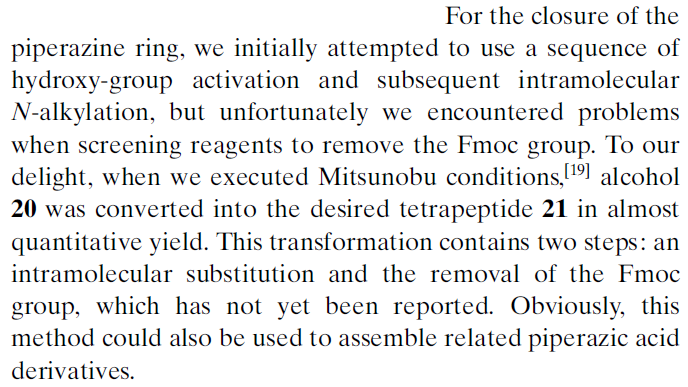 For the closure of the
piperazine ring, we initially attempted to use a sequence of
hydroxy-group activation and subsequent intramolecular
N-alkylation, but unfortunately we encountered problems
when screening reagents to remove the Fmoc group. To our
delight, when we executed Mitsunobu conditions,[19] alcohol
20 was converted into the desired tetrapeptide 21 in almost
quantitative yield. This transformation contains two steps: an
intramolecular substitution and the removal of the Fmoc
group, which has not yet been reported. Obviously, this
method could also be used to assemble related piperazic acid
derivatives.